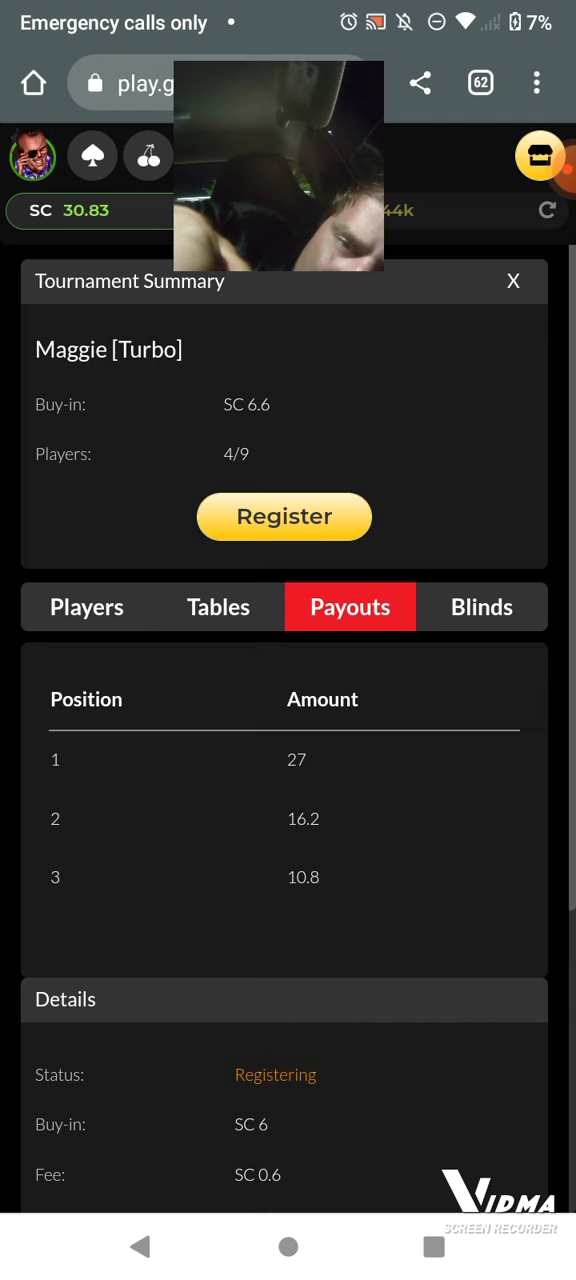 Emergency calls only • 7%
play.g 62
SC 30.83 44k
Tournament Summary X
Maggie [Turbo]
Buy-in: SC 6.6
Players: 4/9
Register
Players Tables Payouts Blinds
Position Amount
1 27
2 16.2
3 10.8
Details
Status: Registering
Buy-in: SC 6
Fee: SC 0.6
VIDMA
SCREEN RECORDER